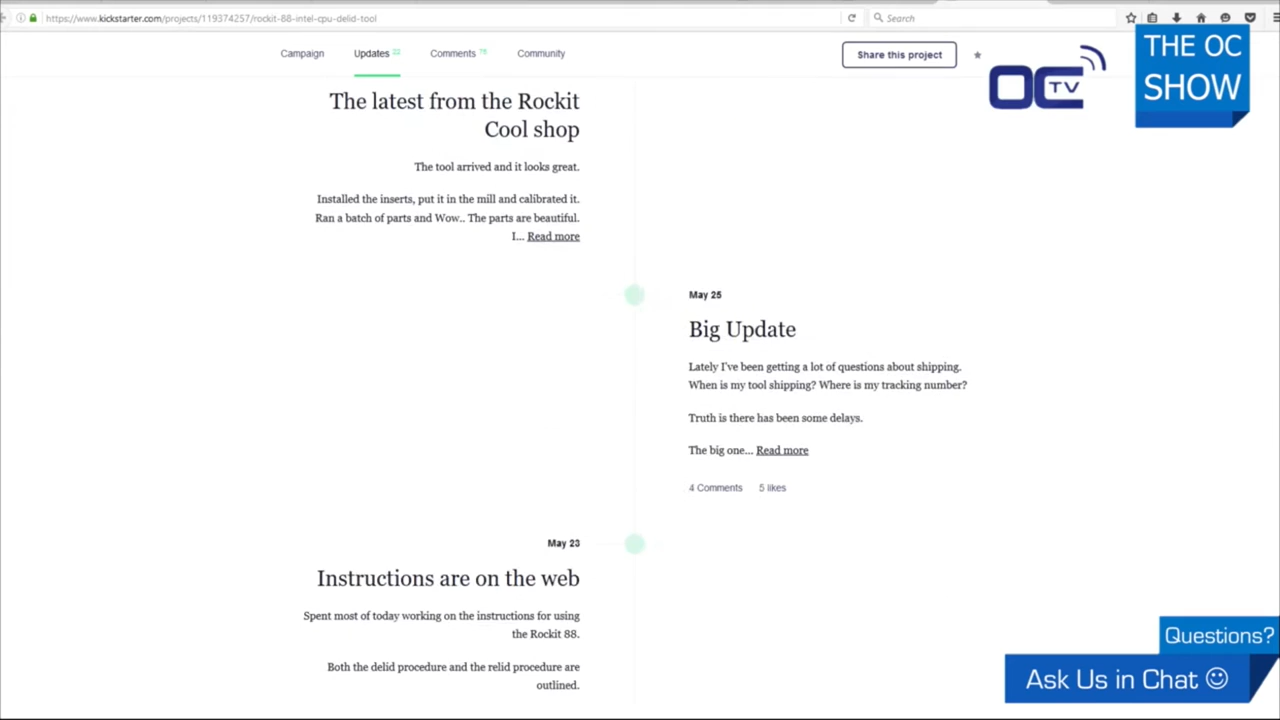 https://www.kickstarter.com/projects/119374257/rockit-88-intel-cpu-delid-tool
Search
Campaign
Updates
Comments
Community
Share this project
OC TV
THE OC
SHOW
The latest from the Rockit
Cool shop
The tool arrived and it looks great.
Installed the inserts, put it in the mill and calibrated it.
Ran a batch of parts and Wow.. The parts are beautiful.
I... Read more
May 25
Big Update
Lately I've been getting a lot of questions about shipping.
When is my tool shipping? Where is my tracking number?
Truth is there has been some delays.
The big one... Read more
4 Comments 5 likes
May 23
Instructions are on the web
Spent most of today working on the instructions for using
the Rockit 88.
Both the delid procedure and the relid procedure are
outlined.
Questions?
Ask Us in Chat ☺